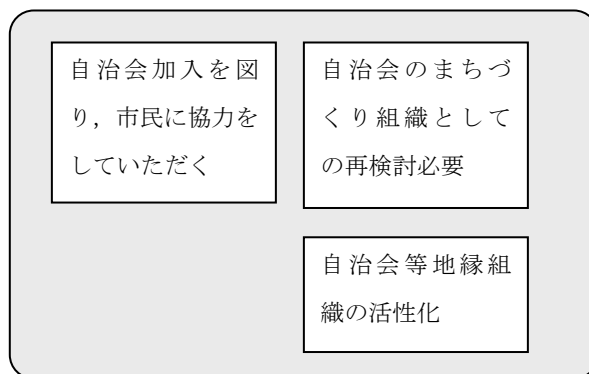 自治会加入を図
り，市民に協力を
していただく
自治会のまちづ
くり組織として
の再検討必要
自治会等地縁組
織の活性化